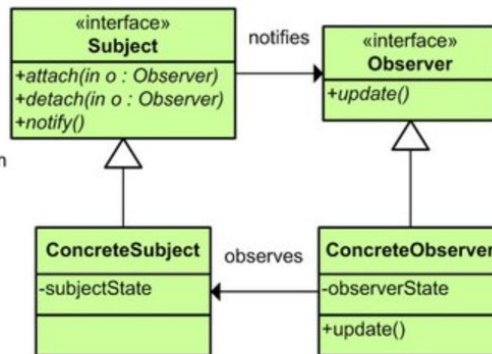 «interface»
Subject
+attach(in o : Observer)
+detach(in o : Observer)
+notify()
notifies
«interface»
Observer
+update()
ConcreteSubject
-subjectState
observes
ConcreteObserver
-observerState
+update()